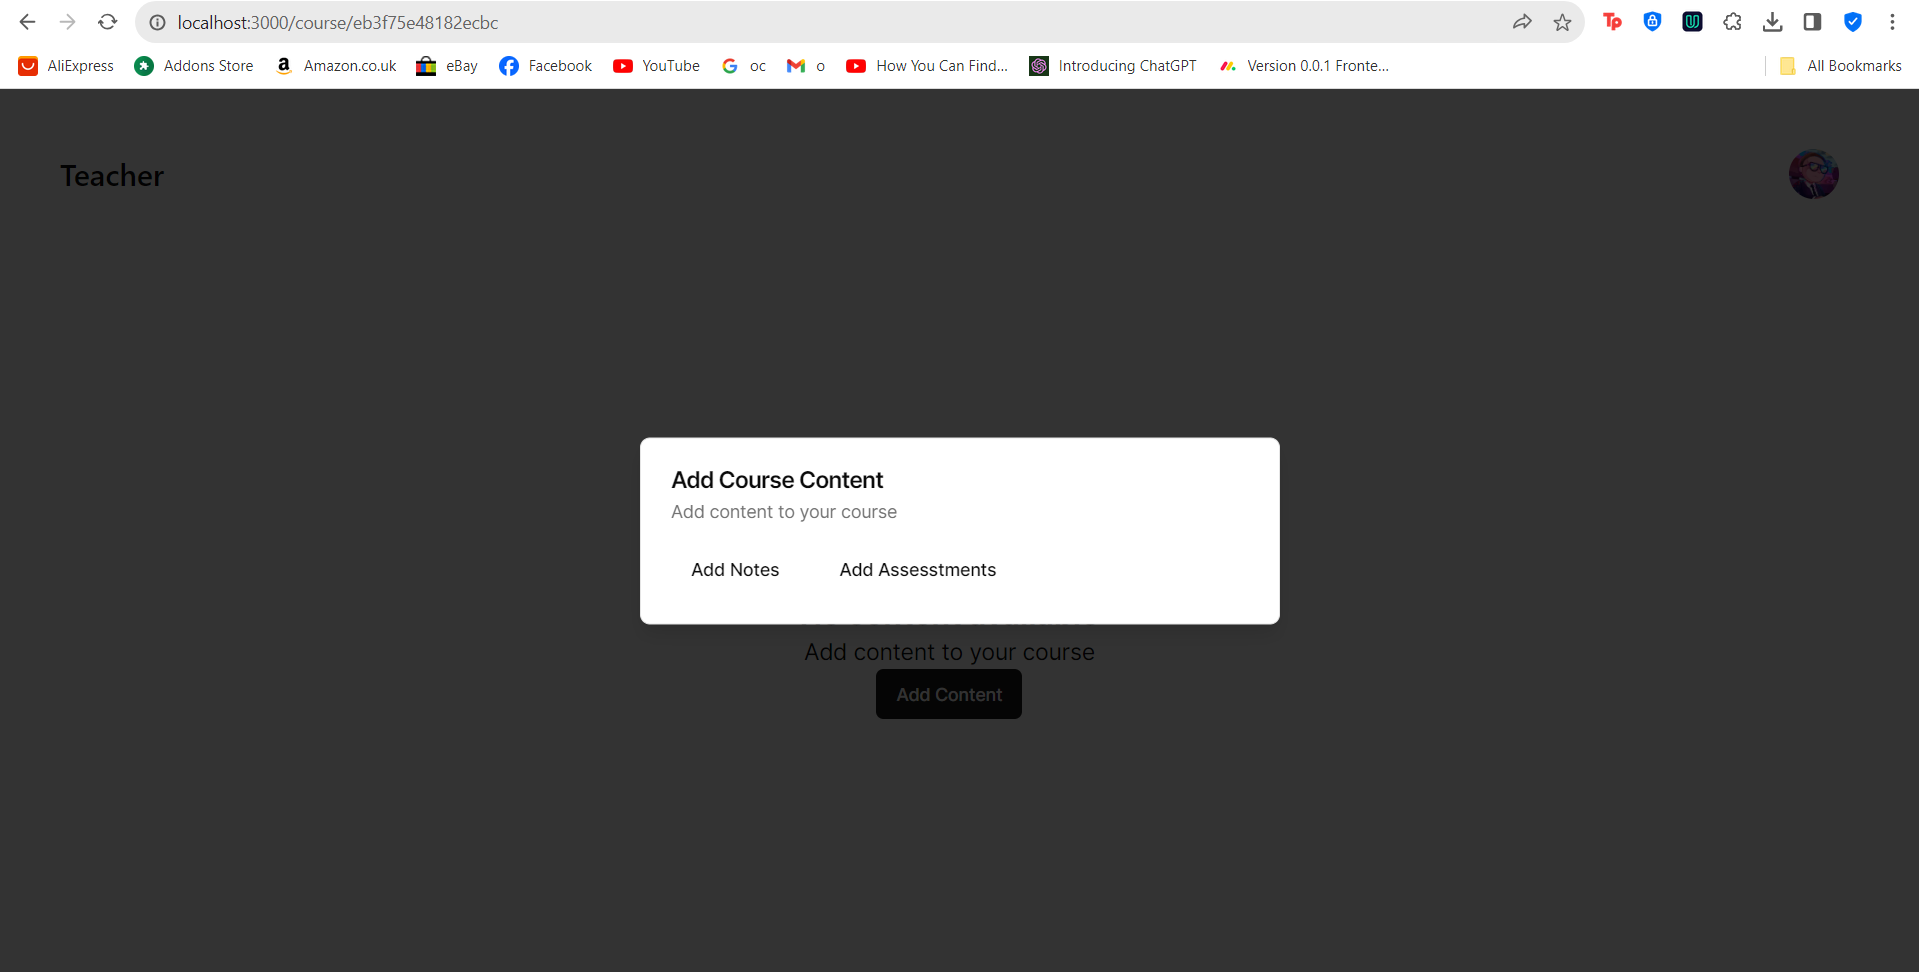 localhost:3000/course/eb3f75e48182ecbc
AliExpress Addons Store Amazon.co.uk eBay Facebook YouTube oc o How You Can Find... Introducing ChatGPT Version 0.0.1 Fronte... All Bookmarks
Teacher
Add Course Content
Add content to your course
Add Notes Add Assesstments
Add content to your course
Add Content